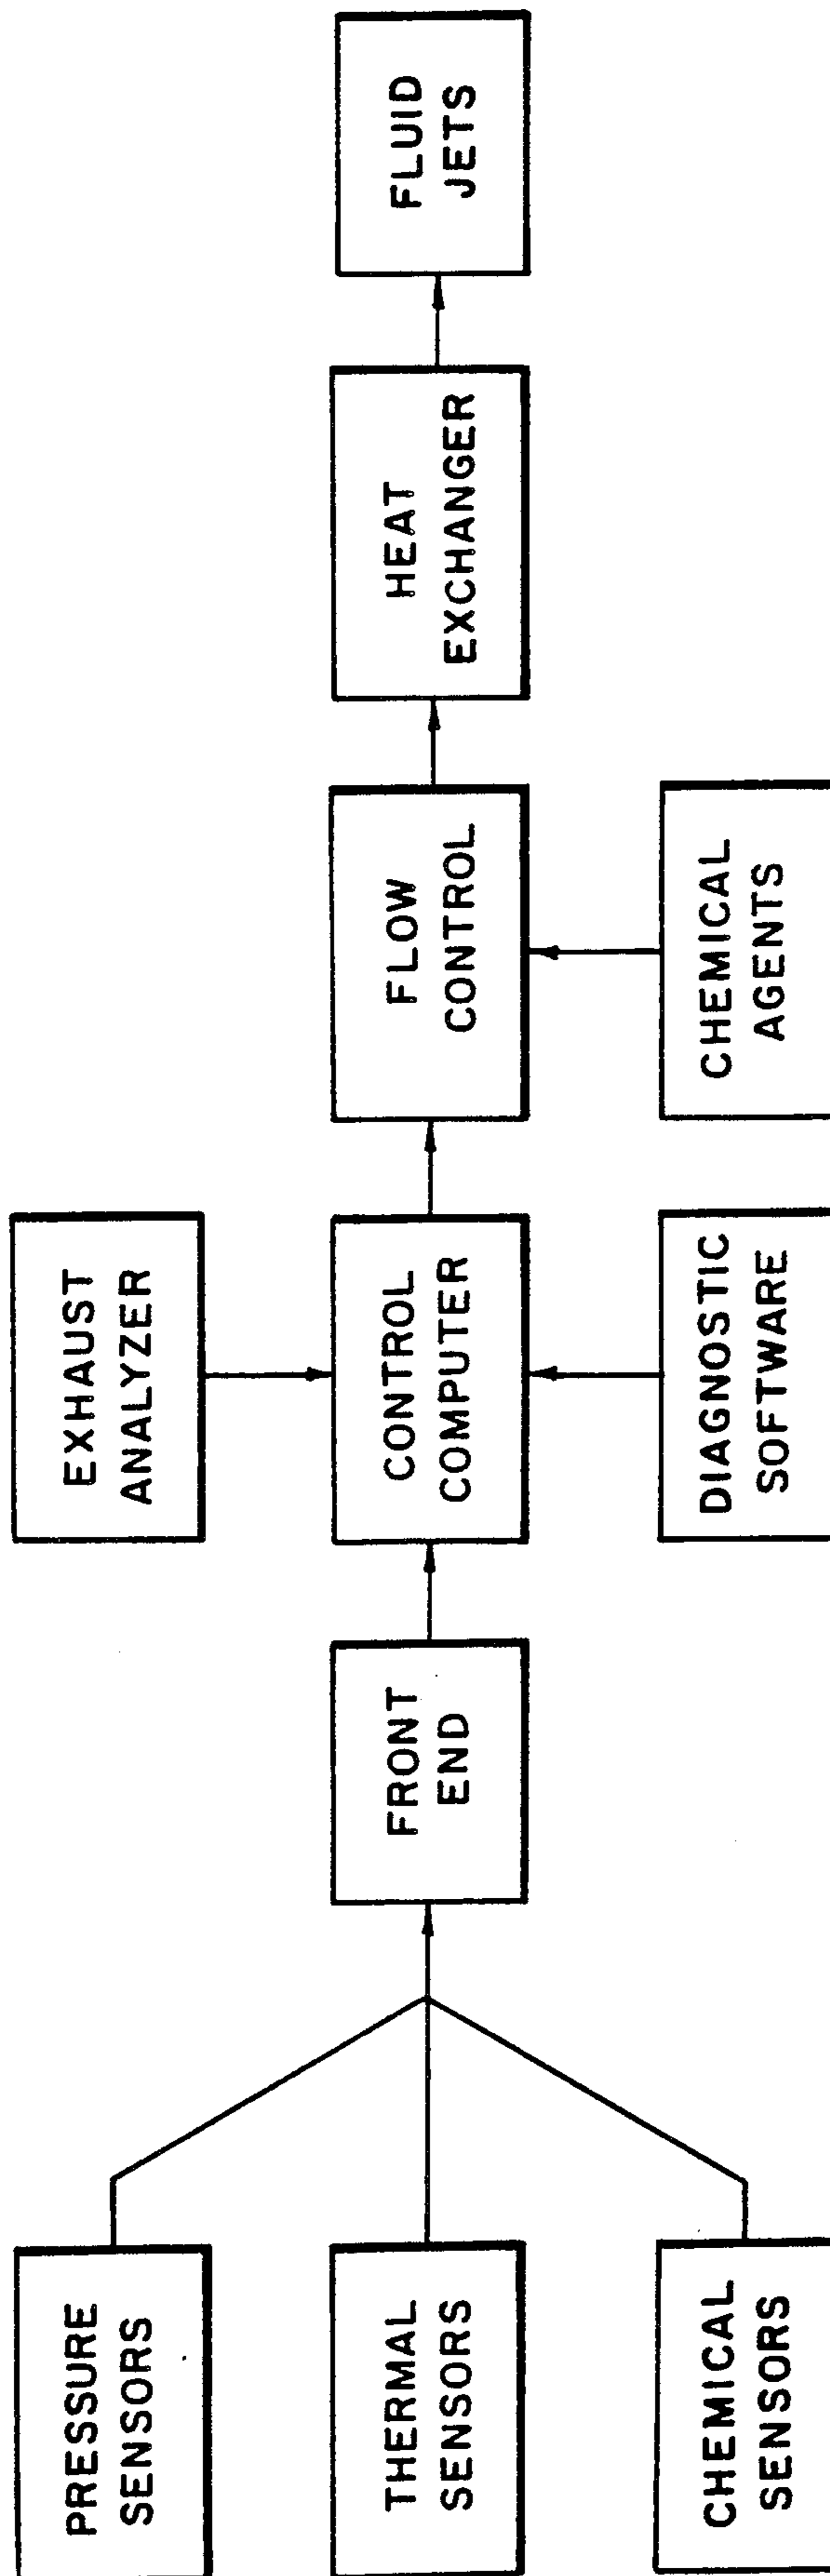 PRESSURE
SENSORS
THERMAL
SENSORS
CHEMICAL
SENSORS
FRONT
END
EXHAUST
ANALYZER
CONTROL
COMPUTER
DIAGNOSTIC
SOFTWARE
FLOW
CONTROL
CHEMICAL
AGENTS
HEAT
EXCHANGER
FLUID
JETS